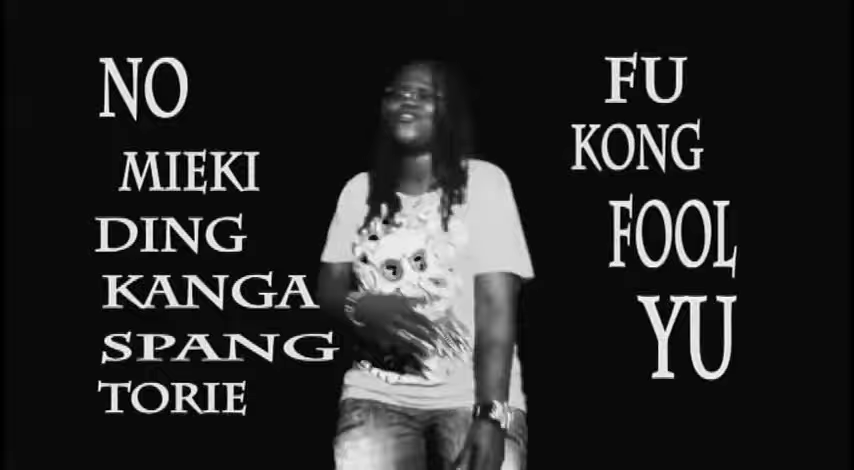 NO
MIEKI
DING
KANGA
SPANG
TORIE
FU
KONG
FOOL
YU